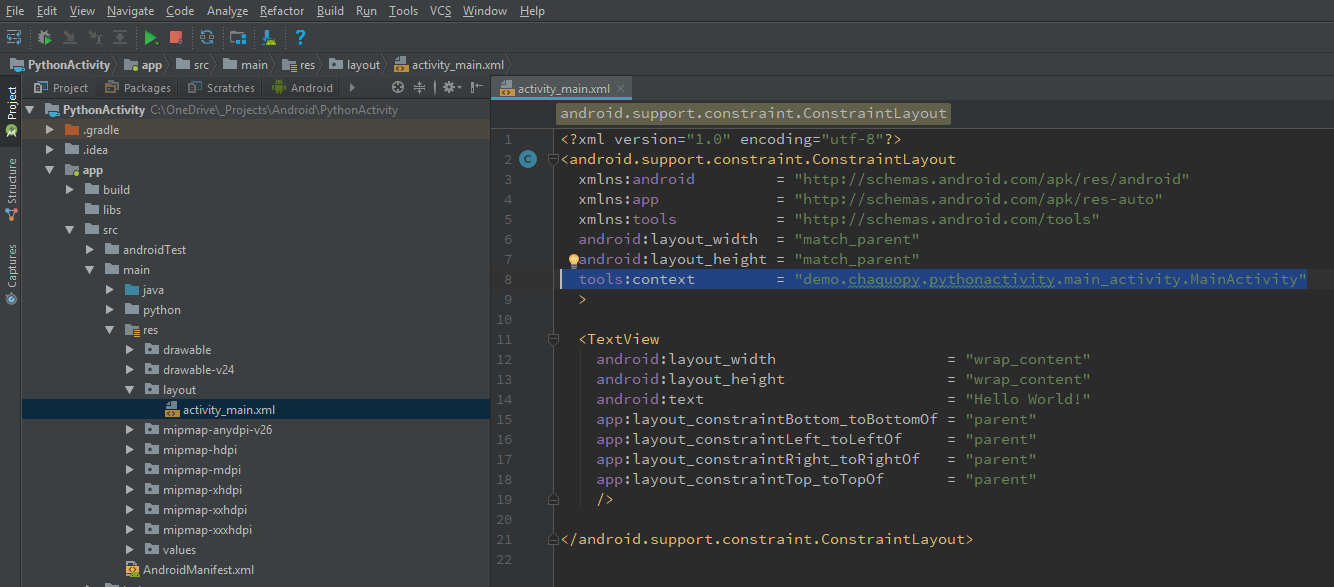 File Edit View Navigate Code Analyze Refactor Build Run Tools VCS Window Help
PythonActivity app src main res layout activity_main.xml
Project Packages Scratches Android
activity_main.xml
Project
Structure
Captures
PythonActivity C:\OneDrive\_Projects\Android\PythonActivity
.gradle
.idea
app
build
libs
src
androidTest
main
java
python
res
drawable
drawable-v24
layout
activity_main.xml
mipmap-anydpi-v26
mipmap-hdpi
mipmap-mdpi
mipmap-xhdpi
mipmap-xxhdpi
mipmap-xxxhdpi
values
AndroidManifest.xml
android.support.constraint.ConstraintLayout
1 <?xml version="1.0" encoding="utf-8"?>
2 <android.support.constraint.ConstraintLayout
3 xmlns:android = "http://schemas.android.com/apk/res/android"
4 xmlns:app = "http://schemas.android.com/apk/res-auto"
5 xmlns:tools = "http://schemas.android.com/tools"
6 android:layout_width = "match_parent"
7 android:layout_height = "match_parent"
8 tools:context = "demo.chaquopy.pythonactivity.main_activity.MainActivity"
9 >
10
11 <TextView
12 android:layout_width = "wrap_content"
13 android:layout_height = "wrap_content"
14 android:text = "Hello World!"
15 app:layout_constraintBottom_toBottomOf = "parent"
16 app:layout_constraintLeft_toLeftOf = "parent"
17 app:layout_constraintRight_toRightOf = "parent"
18 app:layout_constraintTop_toTopOf = "parent"
19 />
20
21 </android.support.constraint.ConstraintLayout>
22